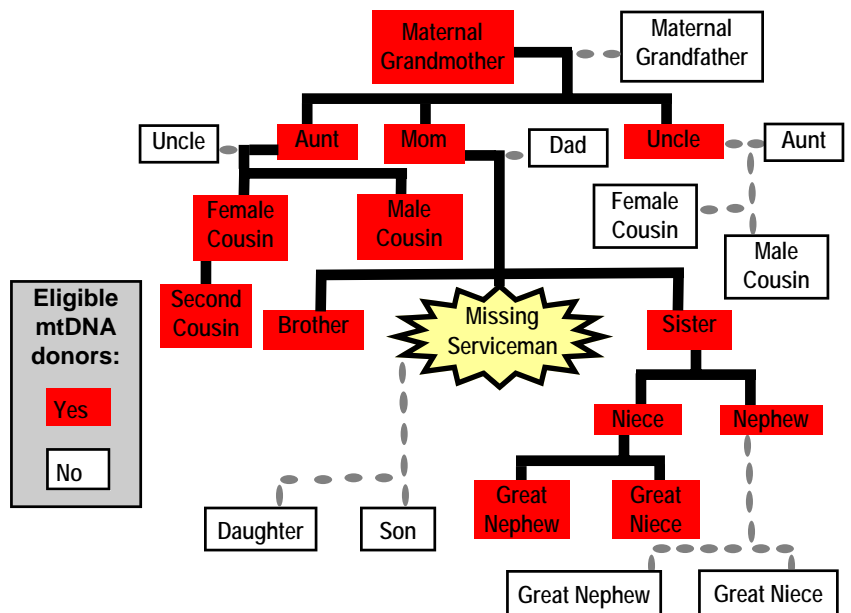 Maternal
Grandmother
Maternal
Grandfather
Uncle
Aunt
Mom
Dad
Uncle
Aunt
Female
Cousin
Male
Cousin
Female
Cousin
Male
Cousin
Eligible
mtDNA
donors:
Yes
No
Second
Cousin
Brother
Missing
Serviceman
Sister
Niece
Nephew
Great
Nephew
Great
Niece
Daughter
Son
Great Nephew
Great Niece